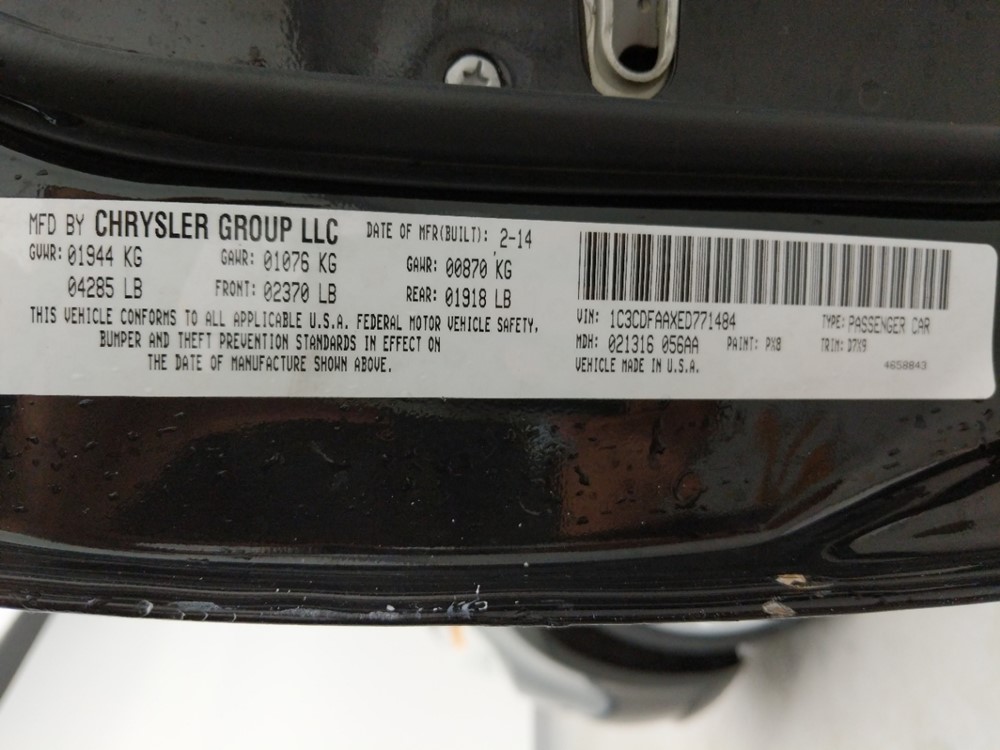 MFD BY CHRYSLER GROUP LLC DATE OF MFR(BUILT): 2-14
GVWR: 01944 KG GAWR: 01076 KG GAWR: 00870 KG
04285 LB FRONT: 02370 LB REAR: 01918 LB
THIS VEHICLE CONFORMS TO ALL APPLICABLE U.S.A. FEDERAL MOTOR VEHICLE SAFETY,
BUMPER AND THEFT PREVENTION STANDARDS IN EFFECT ON
THE DATE OF MANUFACTURE SHOWN ABOVE.
VIN: 1C3CDFAAXED771484 TYPE: PASSENGER CAR
MDH: 021316 056AA PAINT: PX8 TRIM: D7X9
VEHICLE MADE IN U.S.A. 4658843